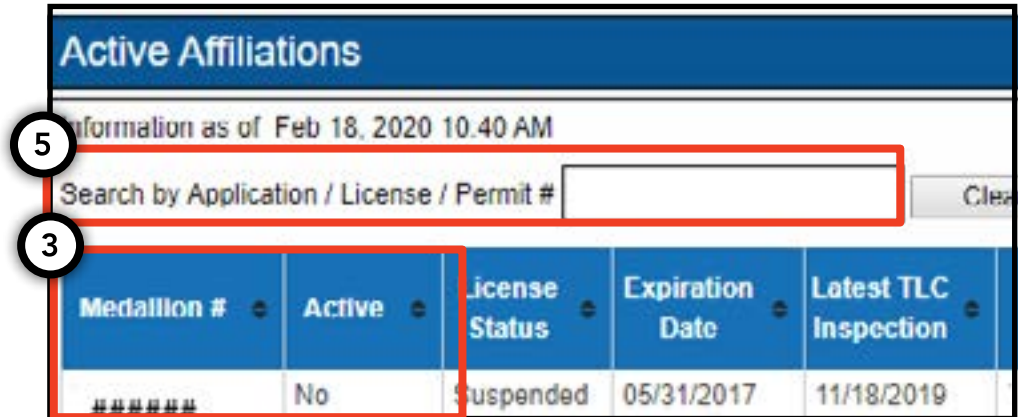 Active Affiliations
Information as of Feb 18, 2020 10.40 AM
5
Search by Application / License / Permit #
Clea
3
Medallion #
Active
License Status
Expiration Date
Latest TLC Inspection
######
No
Suspended
05/31/2017
11/18/2019